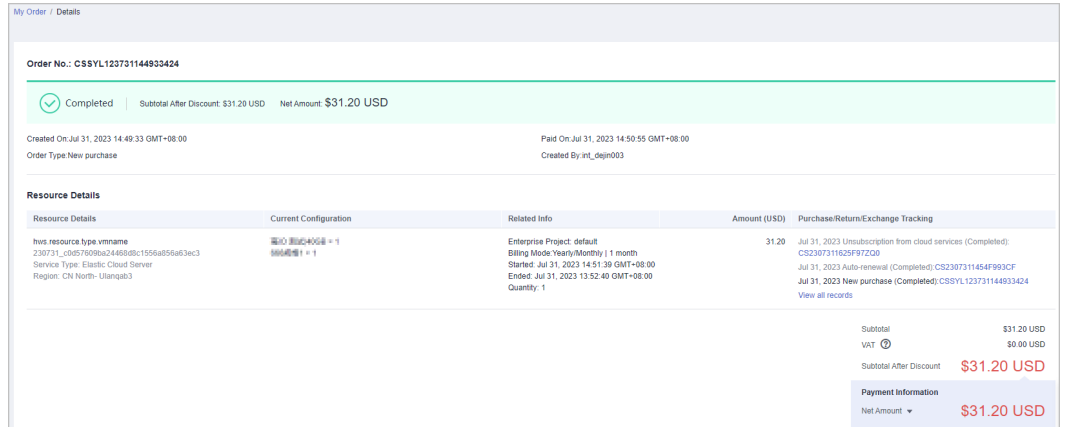 My Order / Details
Order No.: CSSYL123731144933424
Completed Subtotal After Discount: $31.20 USD Net Amount: $31.20 USD
Created On:Jul 31, 2023 14:49:33 GMT+08:00 Paid On:Jul 31, 2023 14:50:55 GMT+08:00
Order Type:New purchase Created By:int_dejin003
Resource Details
Resource Details Current Configuration Related Info Amount (USD) Purchase/Return/Exchange Tracking
hvs.resource.type.vmname
230731_c0d57609ba24468d8c1556a856a63ec3
Service Type: Elastic Cloud Server
Region: CN North- Ulanqab3
Enterprise Project: default
Billing Mode:Yearly/Monthly | 1 month
Started: Jul 31, 2023 14:51:39 GMT+08:00
Ended: Jul 31, 2023 13:52:40 GMT+08:00
Quantity: 1
31.20
Jul 31, 2023 Unsubscription from cloud services (Completed):
CS2307311625F97ZQ0
Jul 31, 2023 Auto-renewal (Completed):CS2307311454F993CF
Jul 31, 2023 New purchase (Completed):CSSYL123731144933424
View all records
Subtotal $31.20 USD
VAT ? $0.00 USD
Subtotal After Discount $31.20 USD
Payment Information
Net Amount $31.20 USD